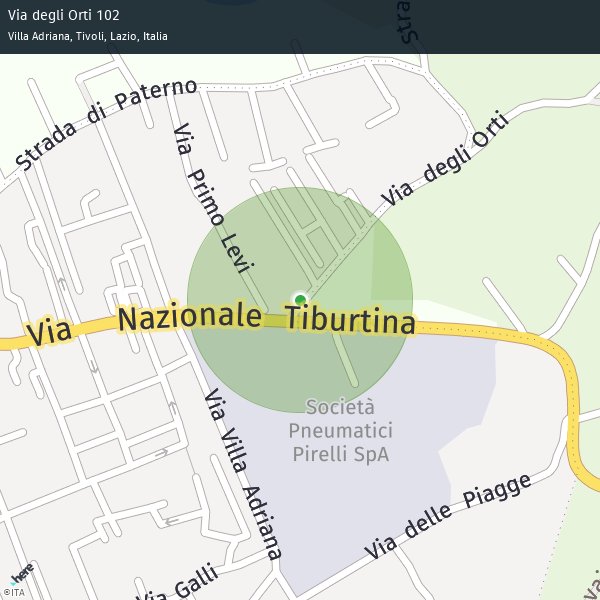 Via degli Orti 102
Villa Adriana, Tivoli, Lazio, Italia
Strada di Paterno
Via Primo Levi
Via degli Orti
Via Nazionale Tiburtina
Società
Pneumatici
Pirelli SpA
Via Villa Adriana
Via delle Piagge
Via Galli
here
©ITA